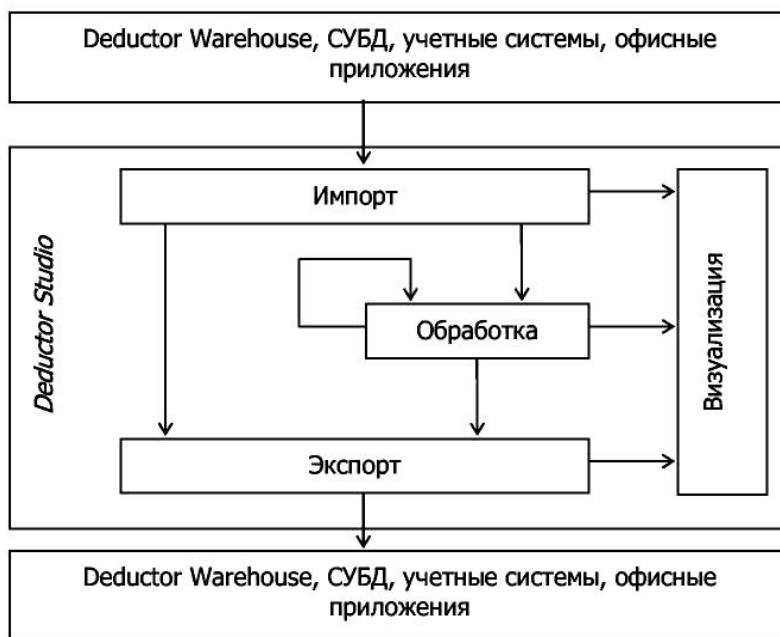 Deductor Warehouse, СУБД, учетные системы, офисные
приложения
Deductor Studio
Импорт
Обработка
Визуализация
Экспорт
Deductor Warehouse, СУБД, учетные системы, офисные
приложения